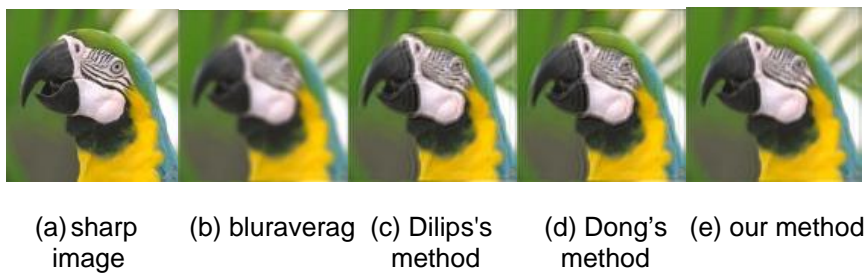 (a) sharp image
(b) bluraverag
(c) Dilips's method
(d) Dong’s method
(e) our method